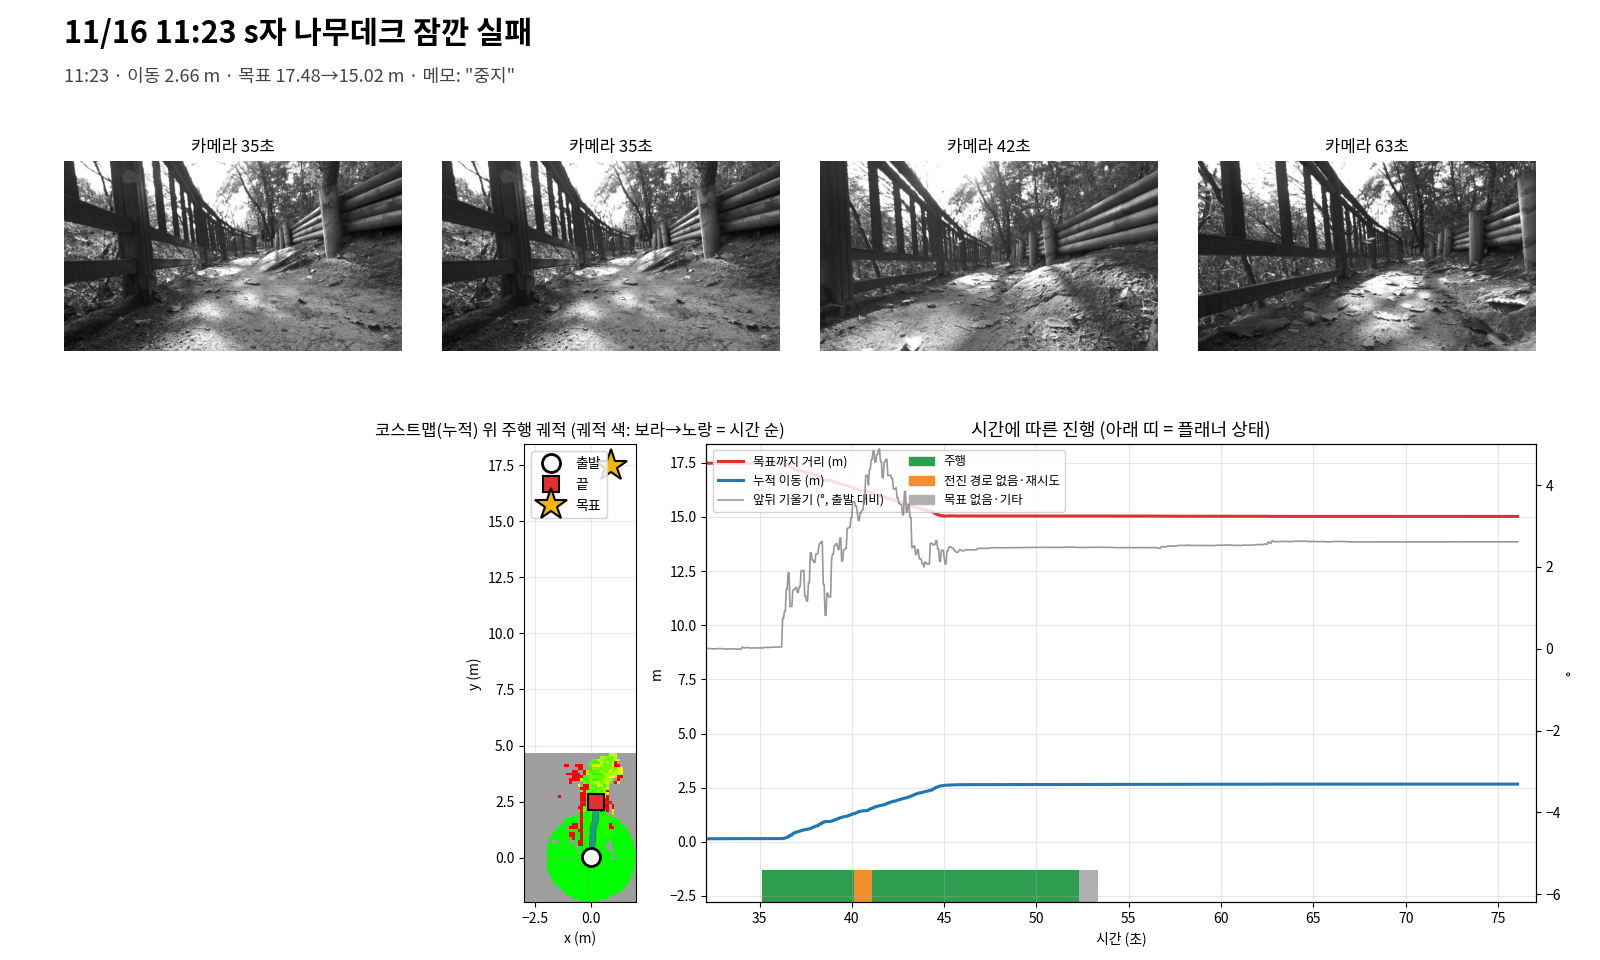 11/16 11:23 s자 나무데크 잠깐 실패
11:23 · 이동 2.66 m · 목표 17.48→15.02 m · 메모: "중지"
카메라 35초
카메라 35초
카메라 42초
카메라 63초
코스트맵(누적) 위 주행 궤적 (궤적 색: 보라→노랑 = 시간 순)
출발
끝
목표
17.5
15.0
12.5
10.0
7.5
5.0
2.5
0.0
y (m)
−2.5
0.0
x (m)
시간에 따른 진행 (아래 띠 = 플래너 상태)
목표까지 거리 (m)
누적 이동 (m)
앞뒤 기울기 (°, 출발 대비)
주행
전진 경로 없음·재시도
목표 없음·기타
17.5
15.0
12.5
10.0
7.5
5.0
2.5
0.0
−2.5
m
4
2
0
−2
−4
−6
°
35
40
45
50
55
60
65
70
75
시간 (초)